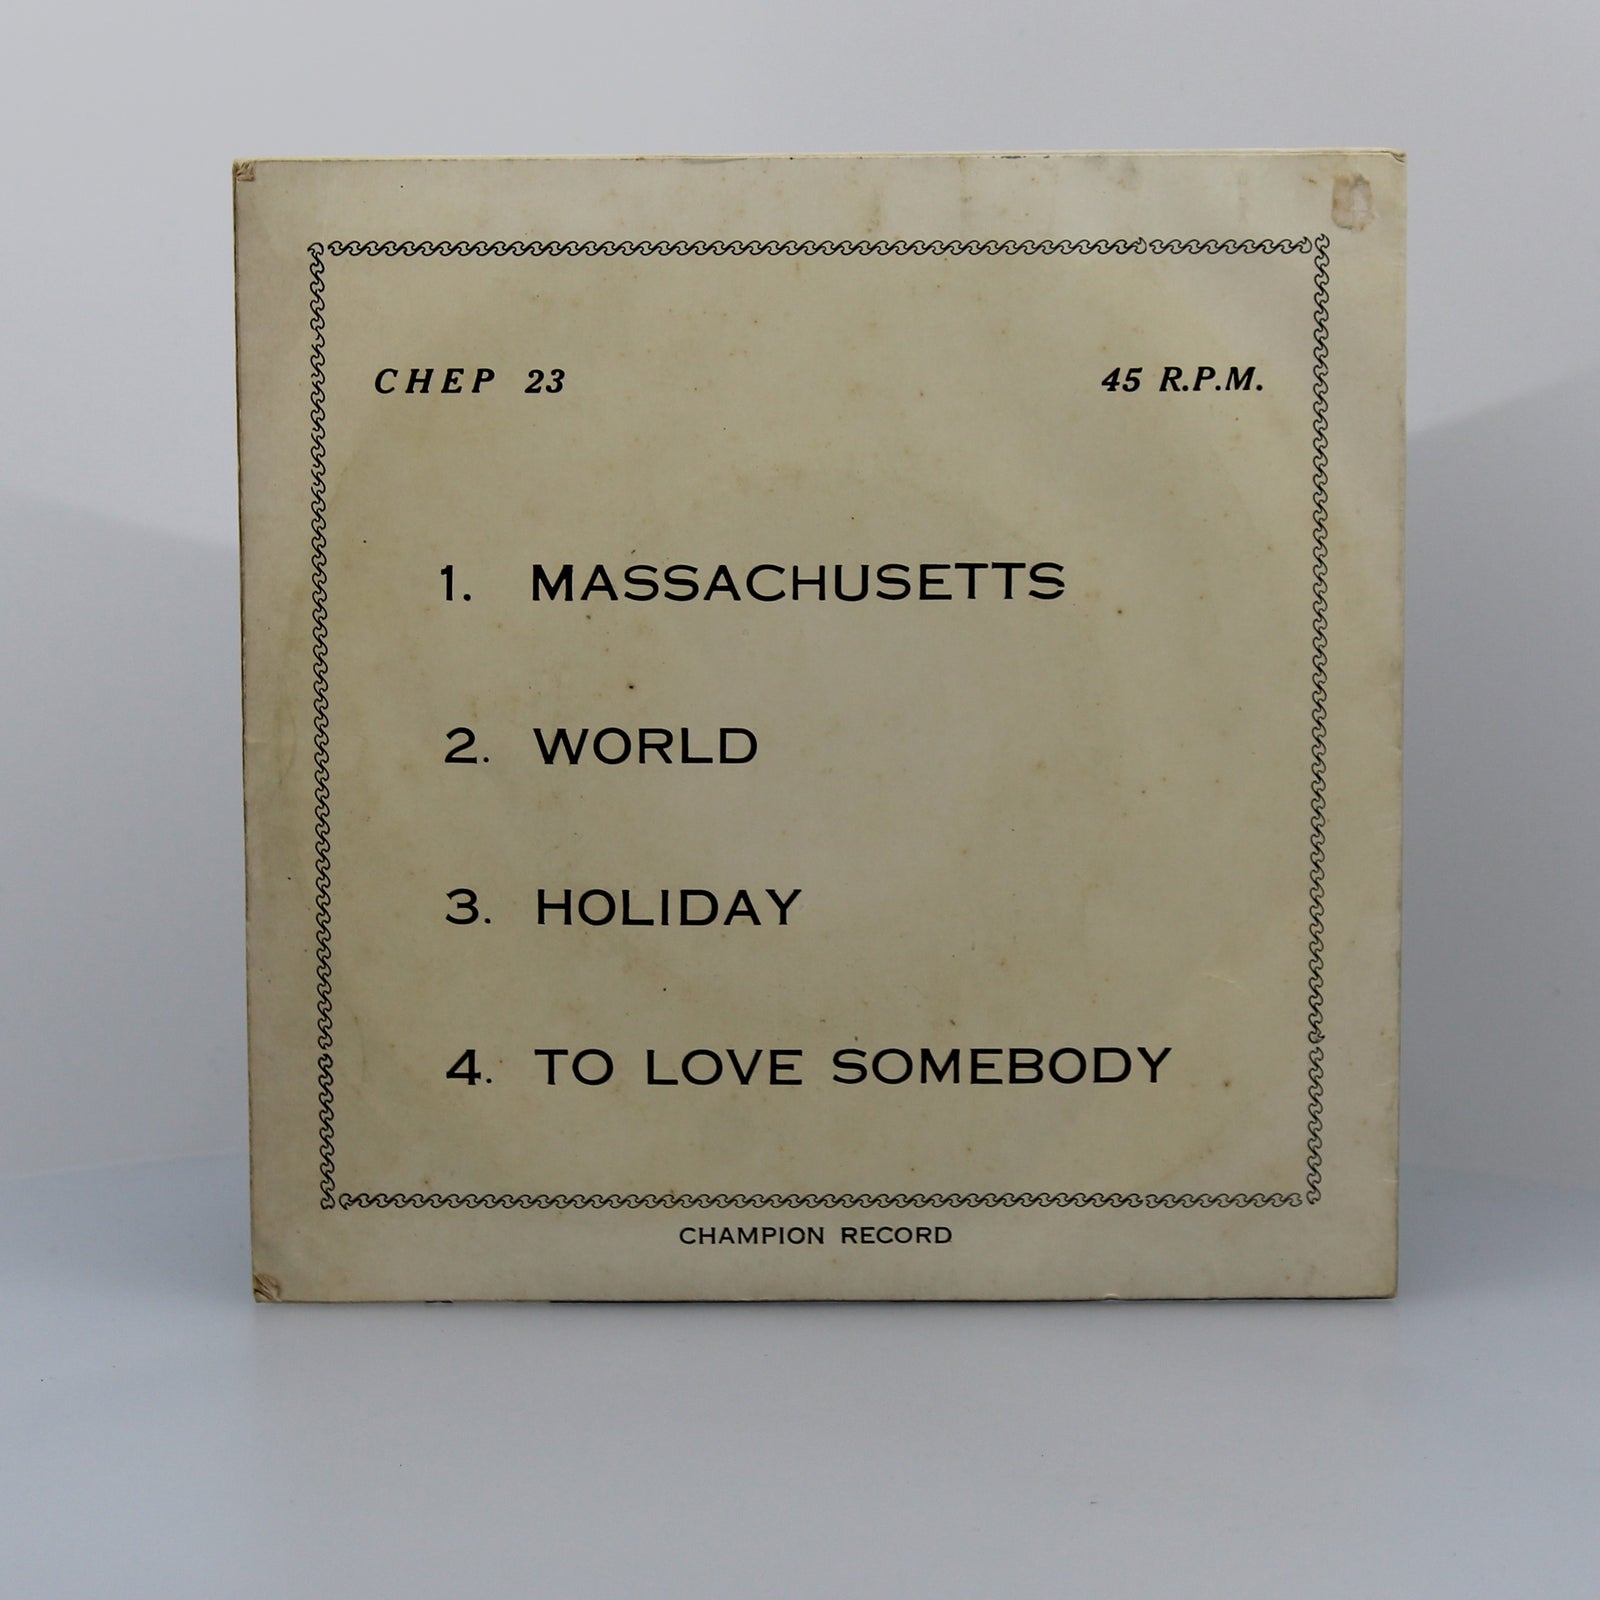 CHEP 23 45 R.P.M.
1. MASSACHUSETTS
2. WORLD
3. HOLIDAY
4. TO LOVE SOMEBODY
CHAMPION RECORD